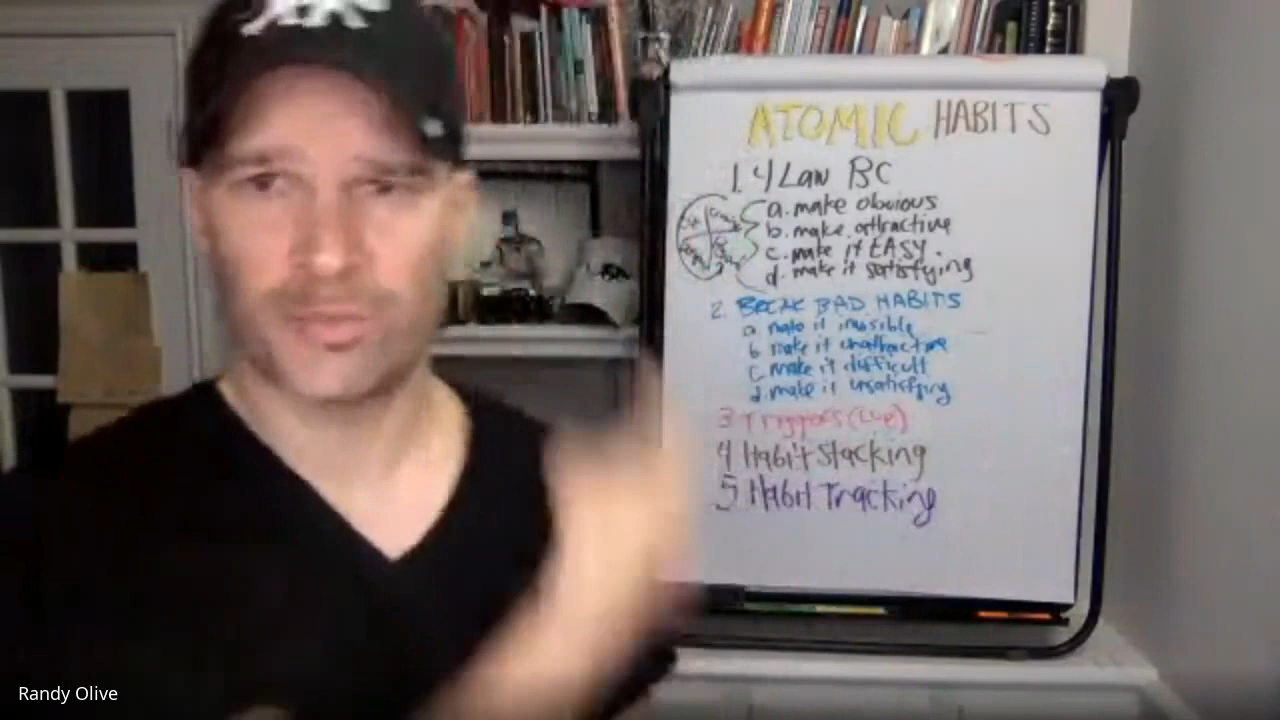 ATOMIC HABITS
1. 4 Law BC
a. make obvious
b. make attractive
c. make it EASY.
d. make it satisfying
2. BREAK BAD HABITS
a. make it invisible
b make it unattractive
c. make it difficult
d. make it unsatisfying
3 Triggers (cue)
4 Habit Stacking
5 Habit Tracking
Randy Olive